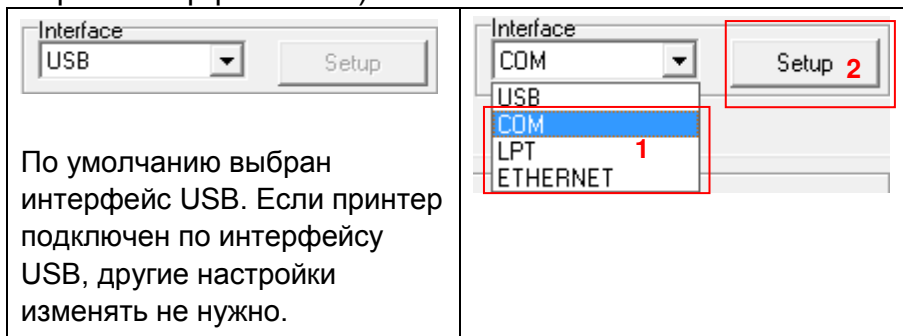 Interface
USB
Setup
По умолчанию выбран
интерфейс USB. Если принтер
подключен по интерфейсу
USB, другие настройки
изменять не нужно.
Interface
COM
Setup 2
USB
COM
LPT 1
ETHERNET